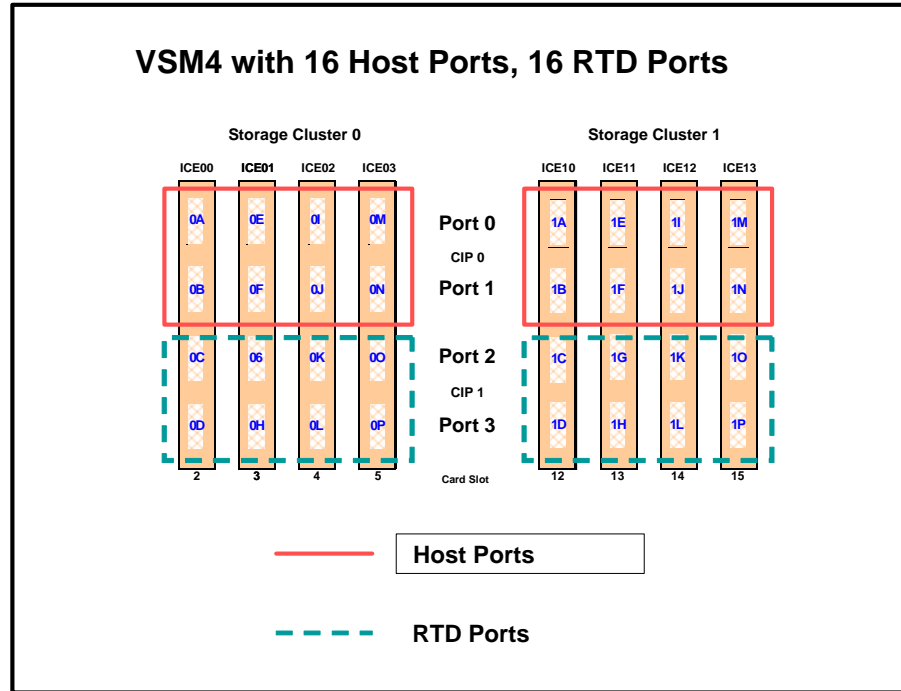 VSM4 with 16 Host Ports, 16 RTD Ports
Storage Cluster 0 Storage Cluster 1
ICE00 ICE01 ICE02 ICE03 ICE10 ICE11 ICE12 ICE13
0A 0E 0I 0M Port 0 1A 1E 1I 1M
CIP 0
0B 0F 0J 0N Port 1 1B 1F 1J 1N
0C 06 0K 0O Port 2 1C 1G 1K 1O
CIP 1
0D 0H 0L 0P Port 3 1D 1H 1L 1P
2 3 4 5 Card Slot 12 13 14 15
Host Ports
RTD Ports